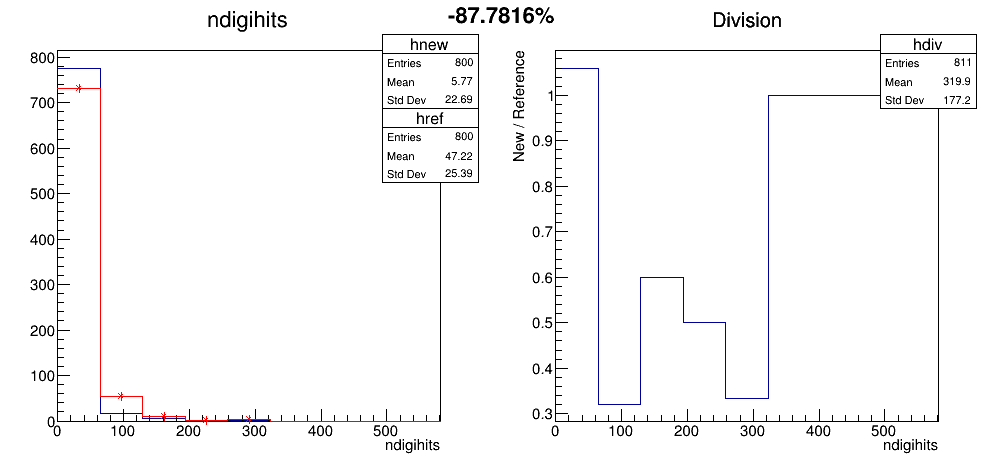 -87.7816%
ndigihits
hnew
Entries 800
Mean 5.77
Std Dev 22.69
href
Entries 800
Mean 47.22
Std Dev 25.39
800
700
600
500
400
300
200
100
0
0 100 200 300 400 500
ndigihits
Division
hdiv
Entries 811
Mean 319.9
Std Dev 177.2
New / Reference
1
0.9
0.8
0.7
0.6
0.5
0.4
0.3
0 100 200 300 400 500
ndigihits